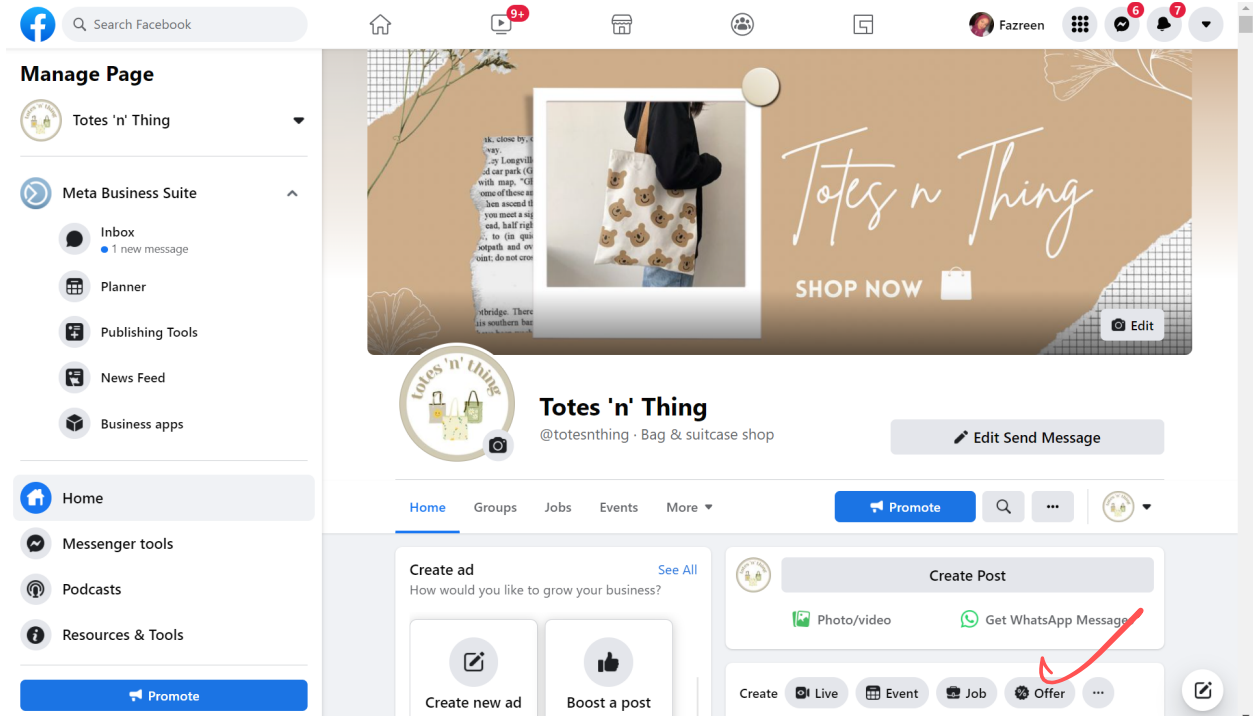 Search Facebook
9+
Fazreen
6
7
Manage Page
Totes 'n' Thing
Meta Business Suite
Inbox
1 new message
Planner
Publishing Tools
News Feed
Business apps
Home
Messenger tools
Podcasts
Resources & Tools
Promote
Totes n Thing
SHOP NOW
Edit
totes 'n' thing
Totes 'n' Thing
@totesnthing · Bag & suitcase shop
Edit Send Message
Home Groups Jobs Events More
Promote
Create ad
See All
How would you like to grow your business?
Create new ad
Boost a post
Create Post
Photo/video
Get WhatsApp Messages
Create Live Event Job Offer